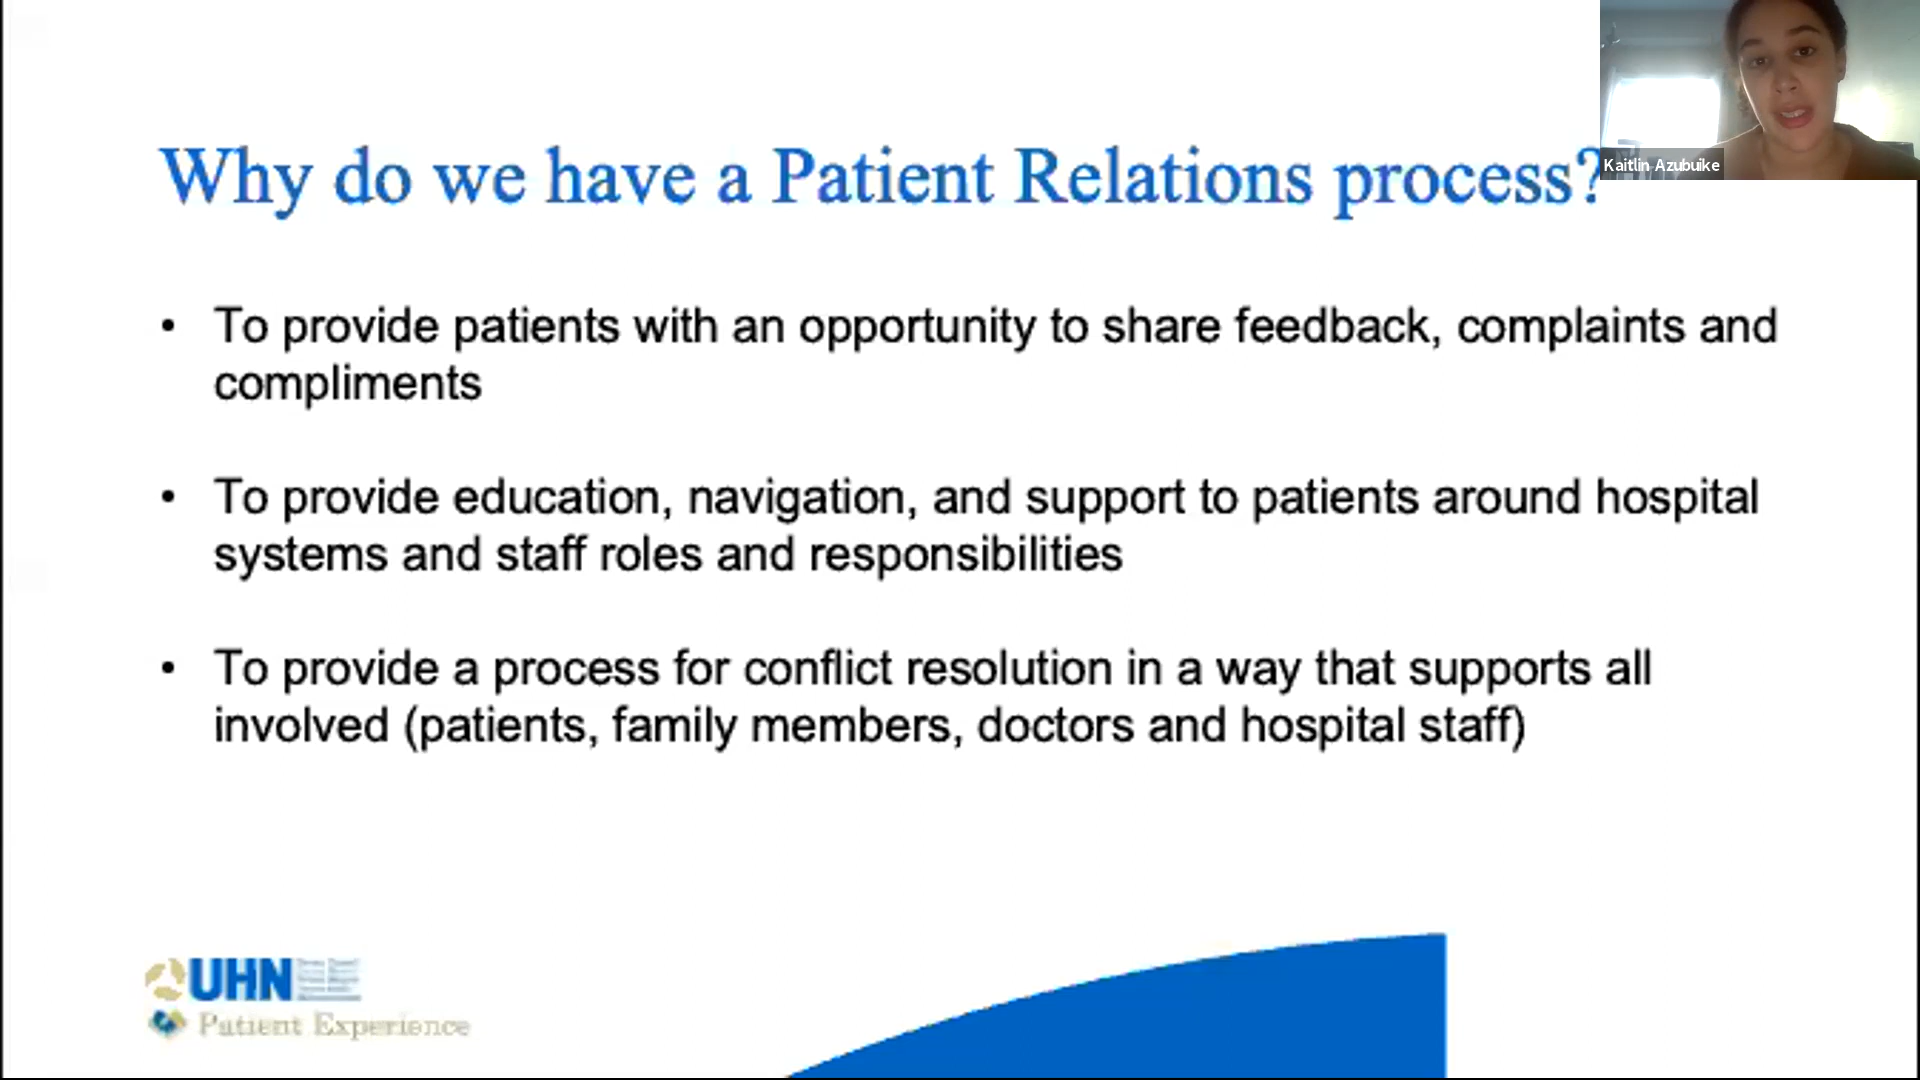 Why do we have a Patient Relations process?
Kaitlin Azubuike
• To provide patients with an opportunity to share feedback, complaints and
compliments
• To provide education, navigation, and support to patients around hospital
systems and staff roles and responsibilities
• To provide a process for conflict resolution in a way that supports all
involved (patients, family members, doctors and hospital staff)
UHN
Patient Experience